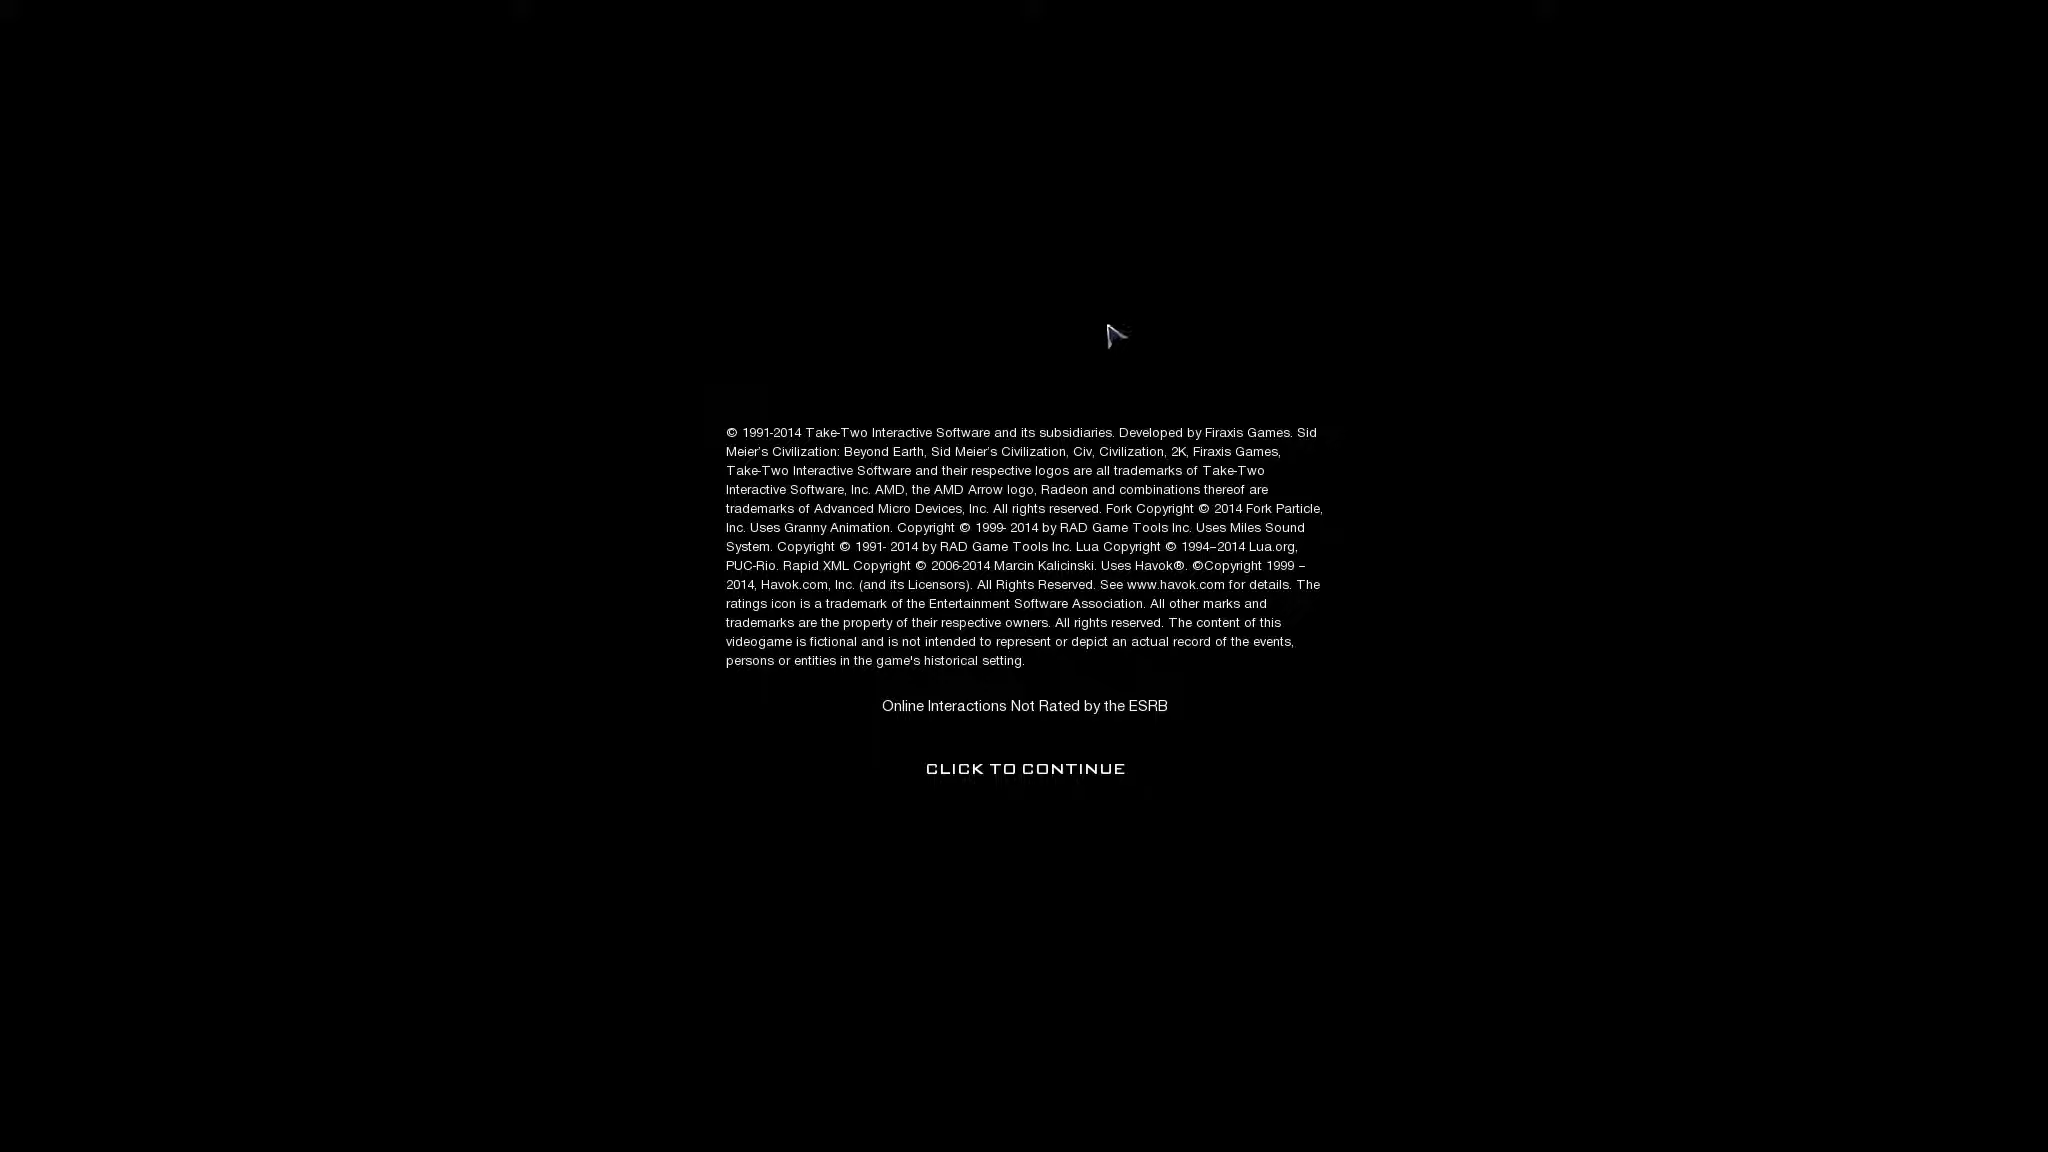 © 1991-2014 Take-Two Interactive Software and its subsidiaries. Developed by Firaxis Games. Sid
Meier's Civilization: Beyond Earth, Sid Meier's Civilization, Civ, Civilization, 2K, Firaxis Games,
Take-Two Interactive Software and their respective logos are all trademarks of Take-Two
Interactive Software, Inc. AMD, the AMD Arrow logo, Radeon and combinations thereof are
trademarks of Advanced Micro Devices, Inc. All rights reserved. Fork Copyright © 2014 Fork Particle,
Inc. Uses Granny Animation. Copyright © 1999- 2014 by RAD Game Tools Inc. Uses Miles Sound
System. Copyright © 1991- 2014 by RAD Game Tools Inc. Lua Copyright © 1994–2014 Lua.org,
PUC-Rio. Rapid XML Copyright © 2006-2014 Marcin Kalicinski. Uses Havok®. ©Copyright 1999 –
2014, Havok.com, Inc. (and its Licensors). All Rights Reserved. See www.havok.com for details. The
ratings icon is a trademark of the Entertainment Software Association. All other marks and
trademarks are the property of their respective owners. All rights reserved. The content of this
videogame is fictional and is not intended to represent or depict an actual record of the events,
persons or entities in the game's historical setting.
Online Interactions Not Rated by the ESRB
CLICK TO CONTINUE